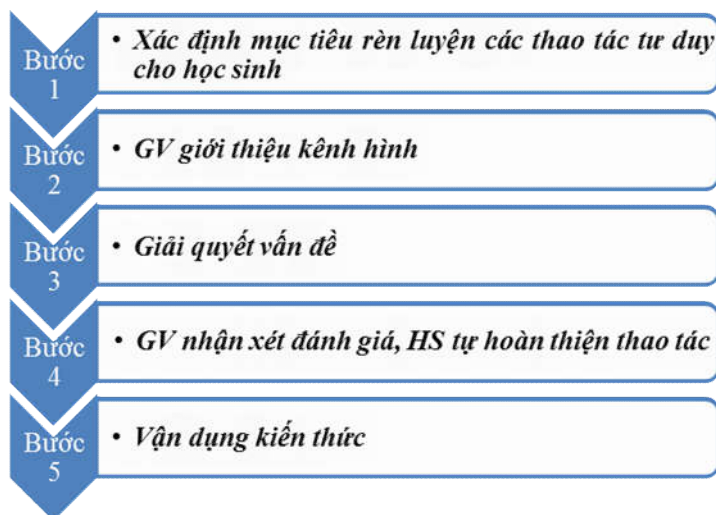 Bước
1
• Xác định mục tiêu rèn luyện các thao tác tư duy
cho học sinh
Bước
2
• GV giới thiệu kênh hình
Bước
3
• Giải quyết vấn đề
Bước
4
• GV nhận xét đánh giá, HS tự hoàn thiện thao tác
Bước
5
• Vận dụng kiến thức